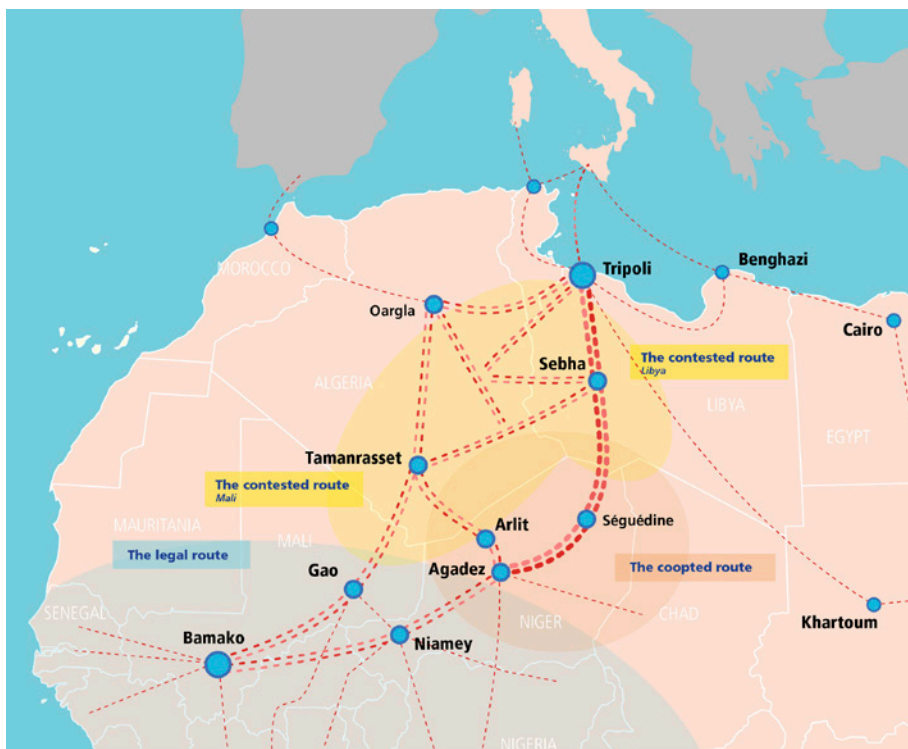 Tripoli
Benghazi
MOROCCO
Oargla
Cairo
Sebha
The contested route
Libya
ALGERIA
LIBYA
EGYPT
Tamanrasset
The contested route
Mali
MAURITANIA
MALI
Arlit
Séguédine
The legal route
Gao
Agadez
The coopted route
SENEGAL
NIGER
CHAD
Khartoum
Bamako
Niamey
NIGERIA